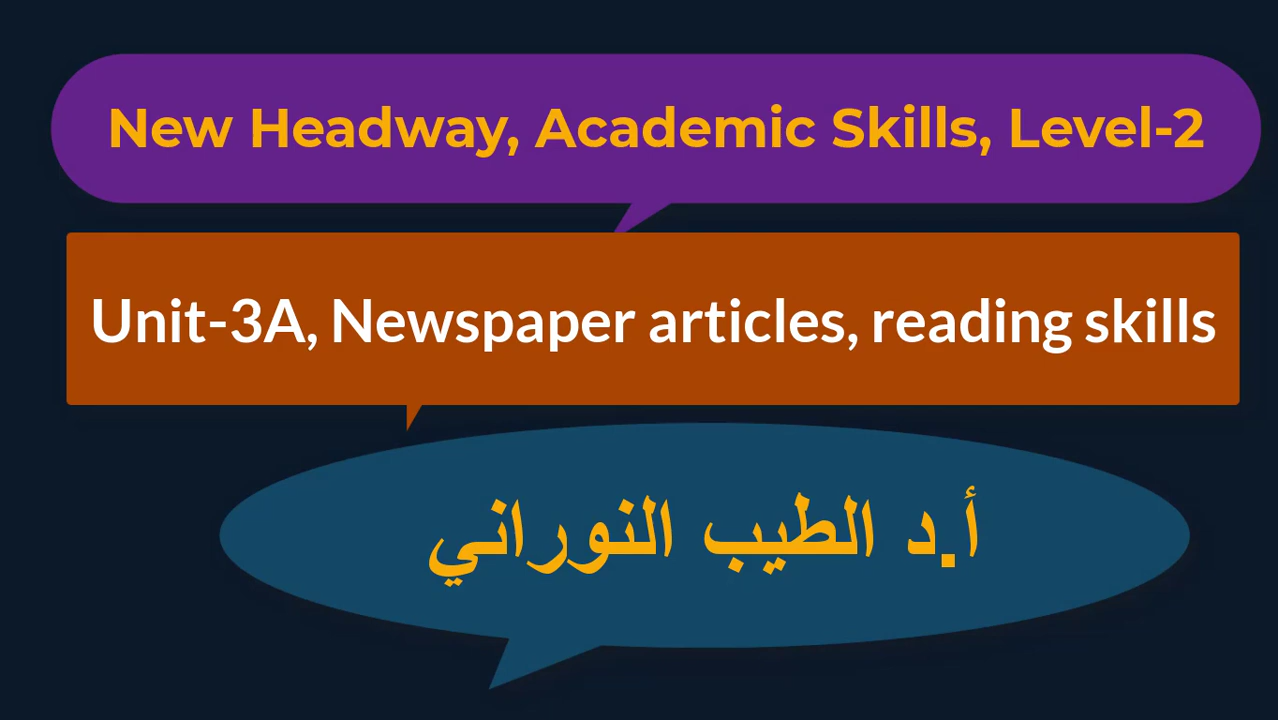 New Headway, Academic Skills, Level-2
Unit-3A, Newspaper articles, reading skills
أ.د الطيب النوراني